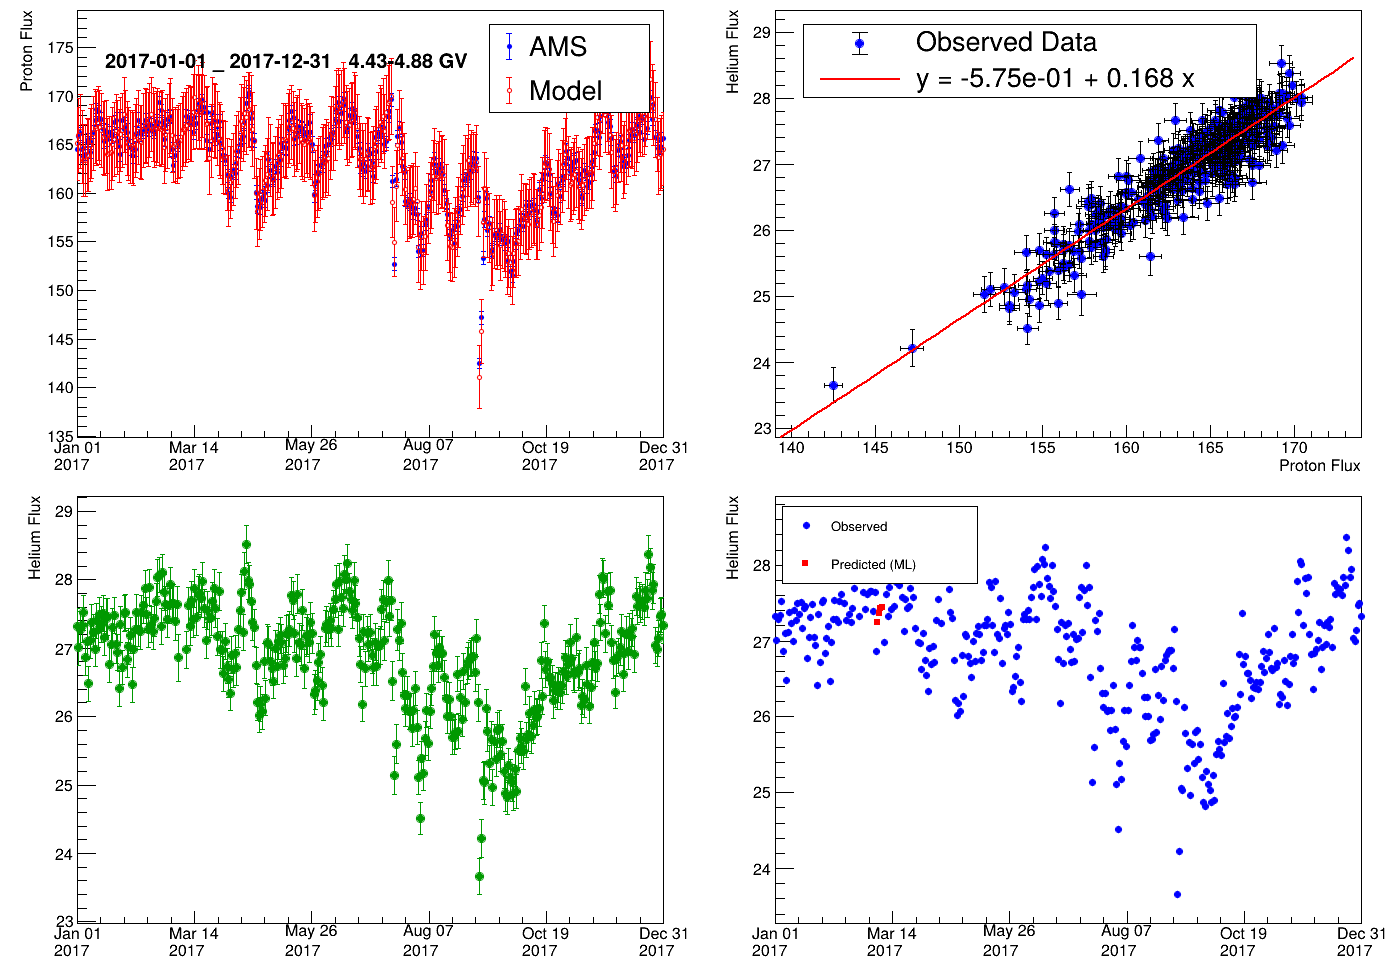 Proton Flux
175
170
165
160
155
150
145
140
135
2017-01-01 _ 2017-12-31 4.43-4.88 GV
AMS
Model
Jan 01 Mar 14 May 26 Aug 07 Oct 19 Dec 31
2017 2017 2017 2017 2017 2017
Helium Flux
29
28
27
26
25
24
23
Observed Data
y = -5.75e-01 + 0.168 x
140 145 150 155 160 165 170
Proton Flux
Helium Flux
29
28
27
26
25
24
23
Jan 01 Mar 14 May 26 Aug 07 Oct 19 Dec 31
2017 2017 2017 2017 2017 2017
Helium Flux
28
27
26
25
24
Observed
Predicted (ML)
Jan 01 Mar 14 May 26 Aug 07 Oct 19 Dec 31
2017 2017 2017 2017 2017 2017